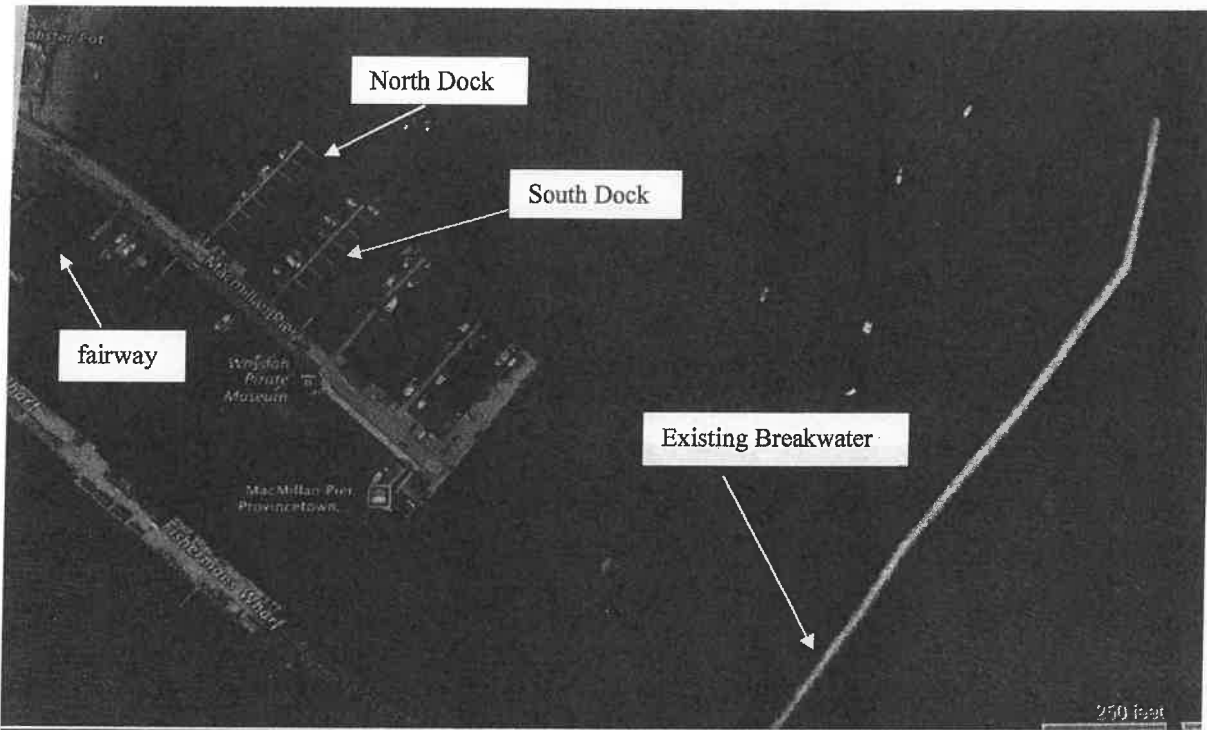 North Dock
South Dock
fairway
Existing Breakwater
MacMillan Pier
Whydah
Pirate
Museum
MacMillan Pier
Provincetown,
Fishermans Wharf
250 feet